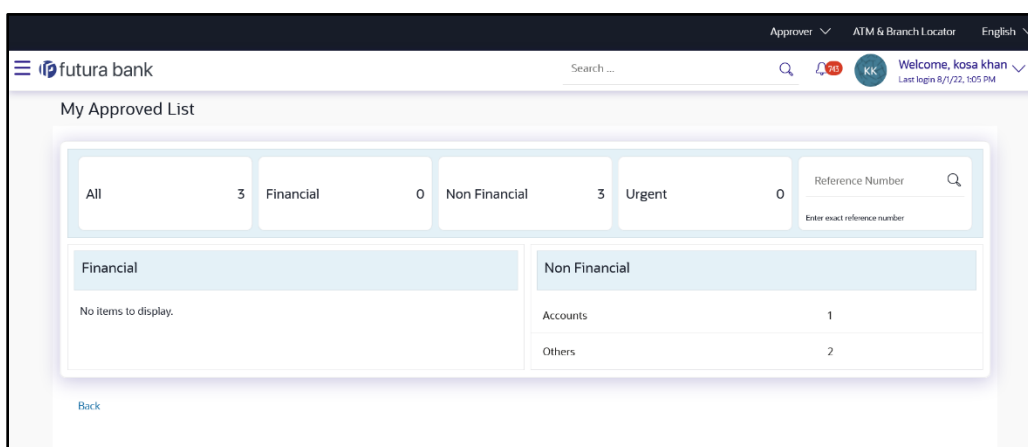 Approver ATM & Branch Locator English
futura bank Search ... 743 KK Welcome, kosa khan
Last login 8/1/22, 1:05 PM
My Approved List
All 3 Financial 0 Non Financial 3 Urgent 0 Reference Number
Enter exact reference number
Financial Non Financial
No items to display. Accounts 1
Others 2
Back